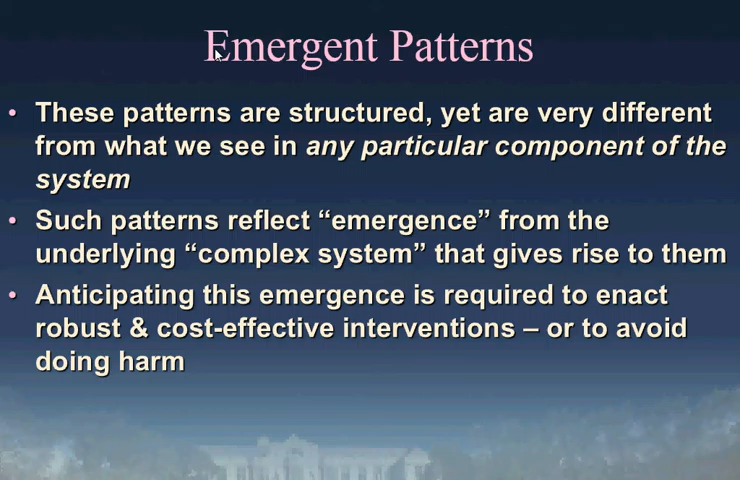 Emergent Patterns
• These patterns are structured, yet are very different
from what we see in any particular component of the
system
• Such patterns reflect “emergence” from the
underlying “complex system” that gives rise to them
• Anticipating this emergence is required to enact
robust & cost-effective interventions – or to avoid
doing harm